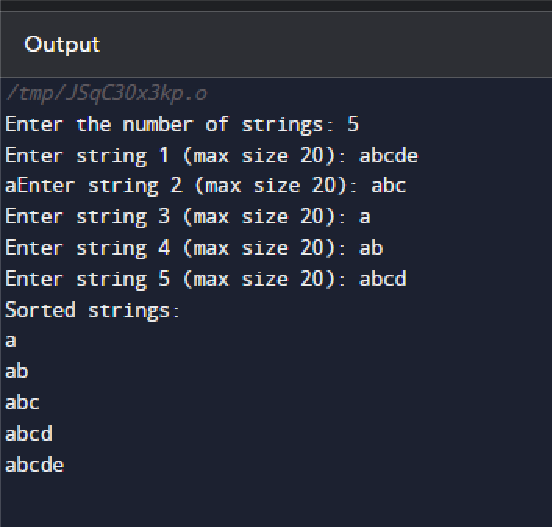 Output
/tmp/JSqC30x3kp.o
Enter the number of strings: 5
Enter string 1 (max size 20): abcde
aEnter string 2 (max size 20): abc
Enter string 3 (max size 20): a
Enter string 4 (max size 20): ab
Enter string 5 (max size 20): abcd
Sorted strings:
a
ab
abc
abcd
abcde